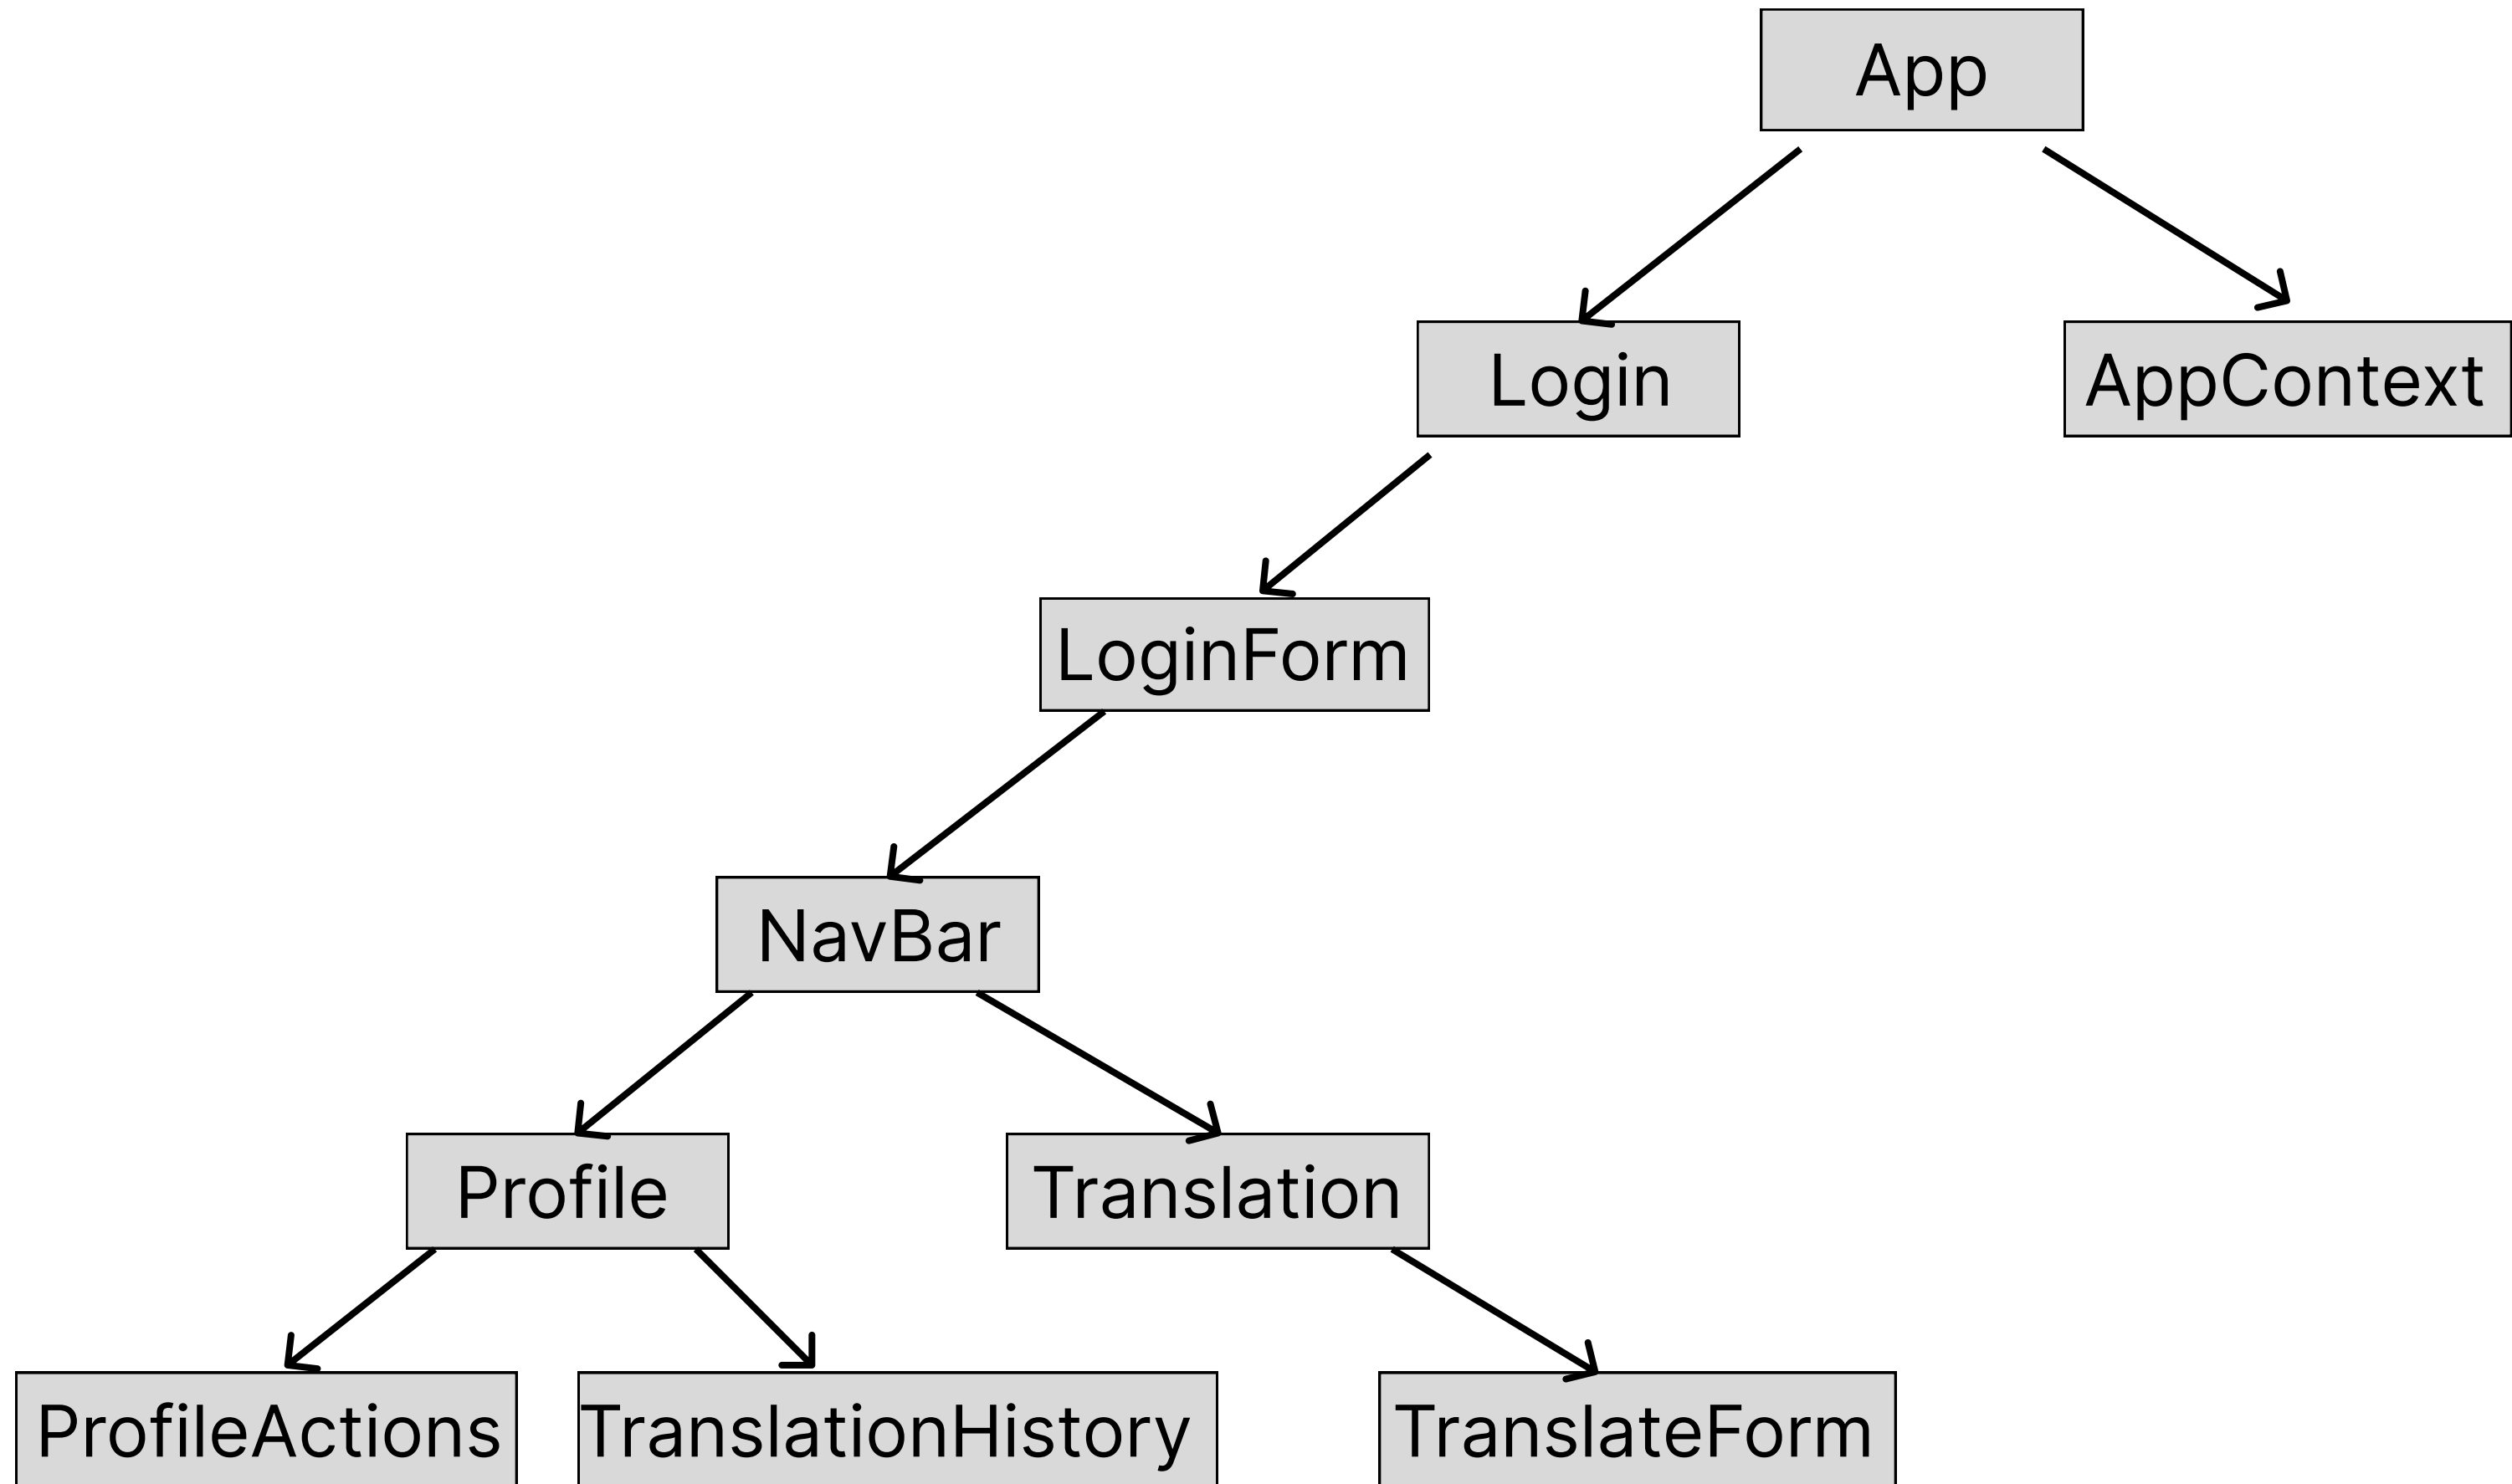 App
Login
AppContext
LoginForm
NavBar
Profile
Translation
ProfileActions
TranslationHistory
TranslateForm